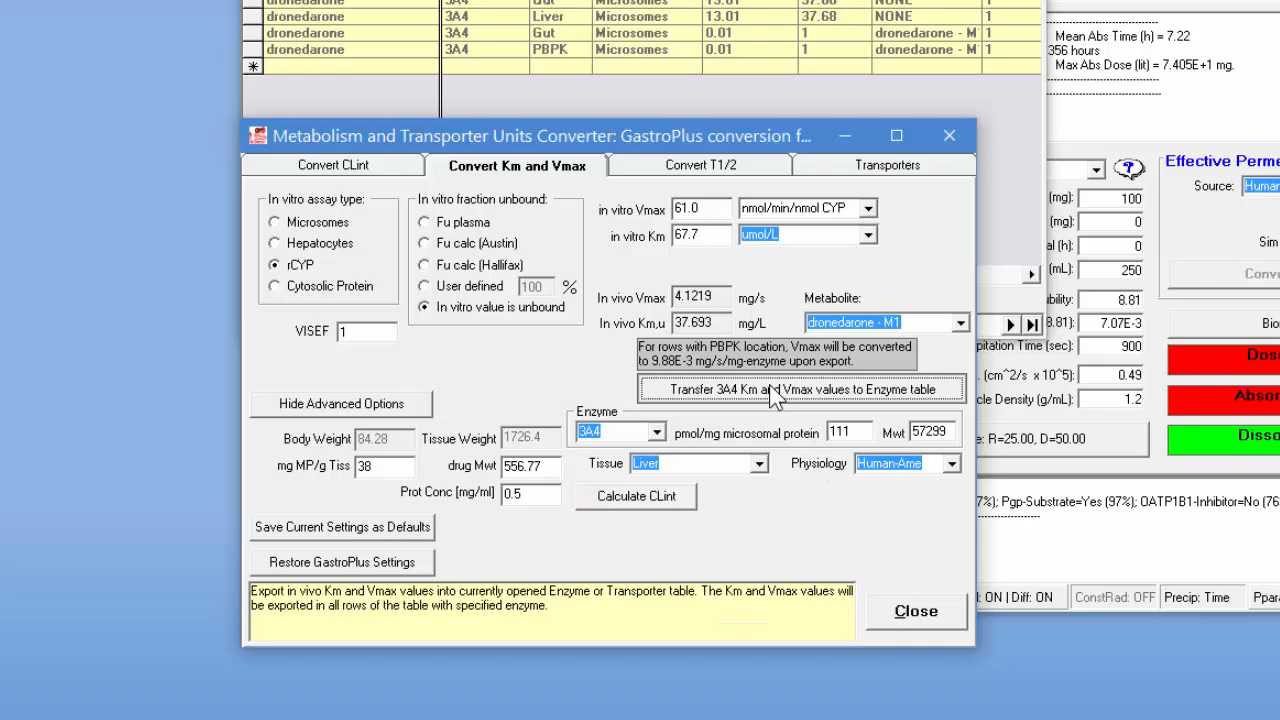 dronedarone 3A4 Gut Microsomes 13.01 37.68 NONE 1
dronedarone 3A4 Liver Microsomes 13.01 37.68 NONE 1
dronedarone 3A4 Gut Microsomes 0.01 1 dronedarone - M 1
dronedarone 3A4 PBPK Microsomes 0.01 1 dronedarone - M 1
Mean Abs Time (h) = 7.22
356 hours
Max Abs Dose (lit) = 7.405E+1 mg.
Metabolism and Transporter Units Converter: GastroPlus conversion f...
Convert CLint Convert Km and Vmax Convert T1/2 Transporters
In vitro assay type:
Microsomes
Hepatocytes
rCYP
Cytosolic Protein
VISEF 1
In vitro fraction unbound:
Fu plasma
Fu calc (Austin)
Fu calc (Hallifax)
User defined 100 %
In vitro value is unbound
in vitro Vmax 61.0 nmol/min/nmol CYP
in vitro Km 67.7 umol/L
In vivo Vmax 4.1219 mg/s
In vivo Km,u 37.693 mg/L
Metabolite:
dronedarone - M1
For rows with PBPK location, Vmax will be converted
to 9.88E-3 mg/s/mg-enzyme upon export.
Transfer 3A4 Km and Vmax values to Enzyme table
Hide Advanced Options
Enzyme
3A4 pmol/mg microsomal protein 111 Mwt 57299
Body Weight 84.28 Tissue Weight 1726.4
mg MP/g Tiss 38 drug Mwt 556.77
Tissue Liver Physiology Human-Ame
Prot Conc [mg/ml] 0.5
Calculate CLint
Save Current Settings as Defaults
Restore GastroPlus Settings
Export in vivo Km and Vmax values into currently opened Enzyme or Transporter table. The Km and Vmax values will
be exported in all rows of the table with specified enzyme.
Close
Effective Perme
Source: Human
(mg): 100
(mg): 0
al (h): 0
(mL): 250
bility: 8.81
8.81): 7.07E-3
pitation Time (sec): 900
(cm^2/s x 10^5): 0.49
cle Density (g/mL): 1.2
e: R=25.00, D=50.00
Sim
Conve
Bio
Dose
Absor
Disso
7%); Pgp-Substrate=Yes (97%); OATP1B1-Inhibitor=No (76
: ON | Diff: ON ConstRad: OFF Precip: Time Ppara